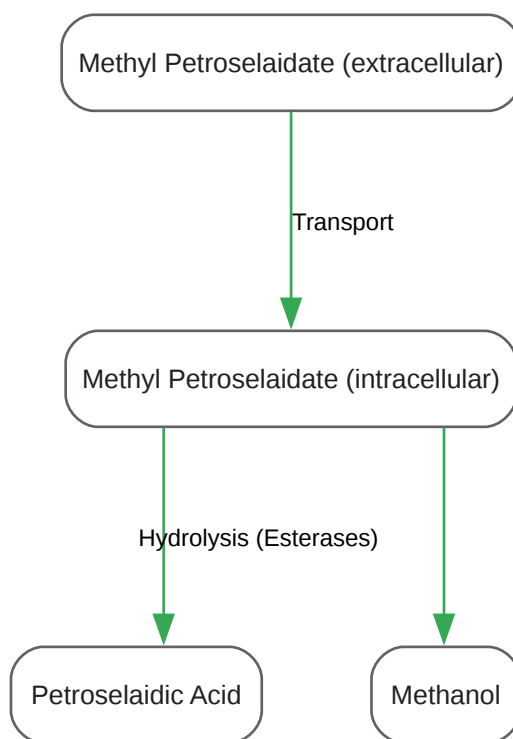 Methyl Petroselaidate (extracellular)
Transport
Methyl Petroselaidate (intracellular)
Hydrolysis (Esterases)
Petroselaidic Acid
Methanol